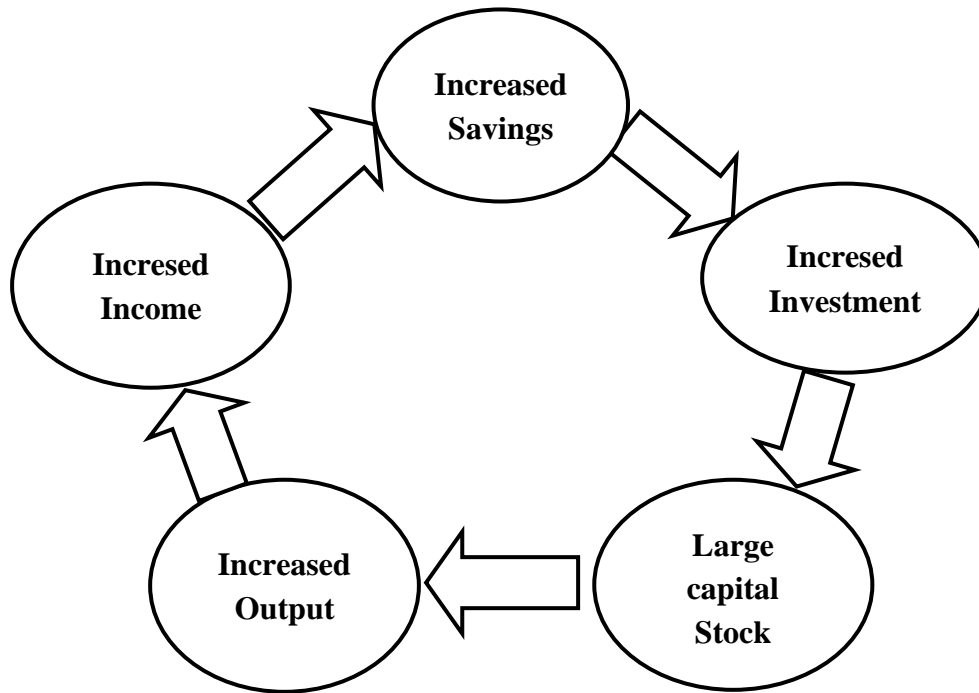 Increased
Savings
Incresed
Investment
Large
capital
Stock
Increased
Output
Incresed
Income